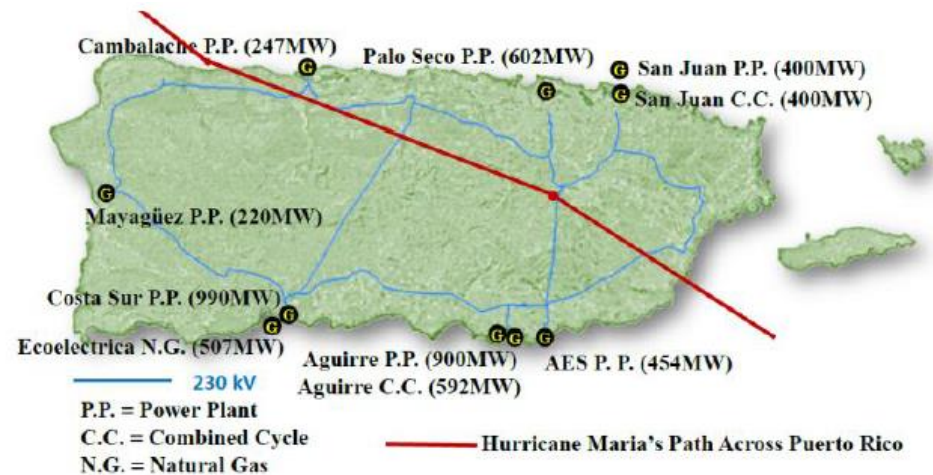 Cambalache P.P. (247MW)
Palo Seco P.P. (602MW)
G San Juan P.P. (400MW)
G
G
G San Juan C.C. (400MW)
G
Mayagüez P.P. (220MW)
Costa Sur P.P. (990MW)
G
G
Ecoelectrica N.G. (507MW)
G
G
G
Aguirre P.P. (900MW)
AES P. P. (454MW)
Aguirre C.C. (592MW)
230 kV
P.P. = Power Plant
C.C. = Combined Cycle
N.G. = Natural Gas
Hurricane Maria's Path Across Puerto Rico